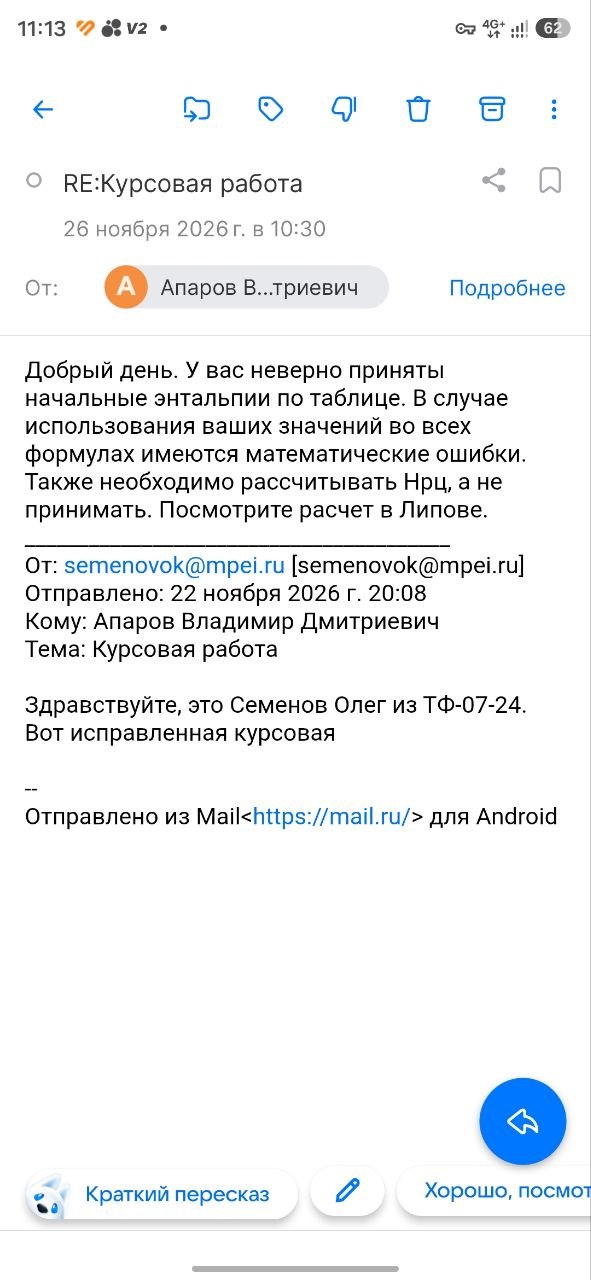 11:13 V2 4G+ 62
RE:Курсовая работа
26 ноября 2026 г. в 10:30
От: А Апаров В...триевич Подробнее
Добрый день. У вас неверно приняты
начальные энтальпии по таблице. В случае
использования ваших значений во всех
формулах имеются математические ошибки.
Также необходимо рассчитывать Нрц, а не
принимать. Посмотрите расчет в Липове.
________________________________________
От: semenovok@mpei.ru [semenovok@mpei.ru]
Отправлено: 22 ноября 2026 г. 20:08
Кому: Апаров Владимир Дмитриевич
Тема: Курсовая работа
Здравствуйте, это Семенов Олег из ТФ-07-24.
Вот исправленная курсовая
--
Отправлено из Mail<https://mail.ru/> для Android
Краткий пересказ Хорошо, посмот